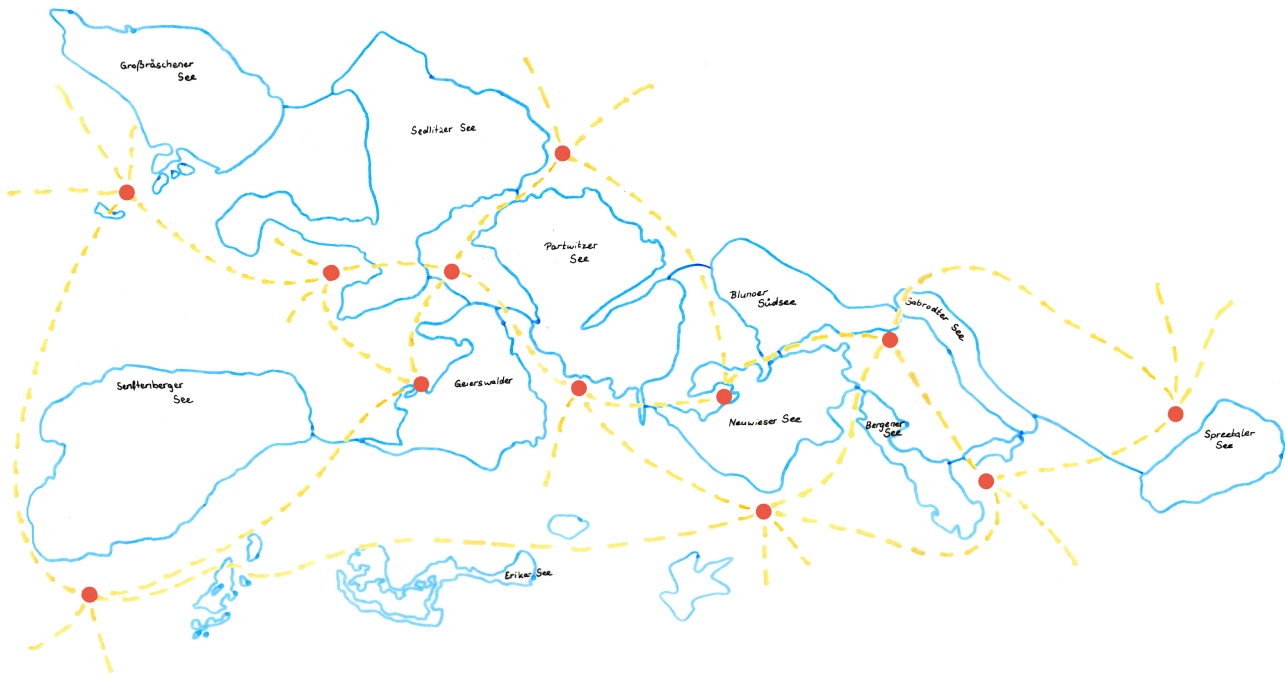 Großräschener
See
Sedlitzer See
Partwitzer
See
Blunoer
Südsee
Sabrodter See
Senftenberger
See
Geierswalder
Neuwieser See
Bergener
See
Spreetaler
See
Erika See